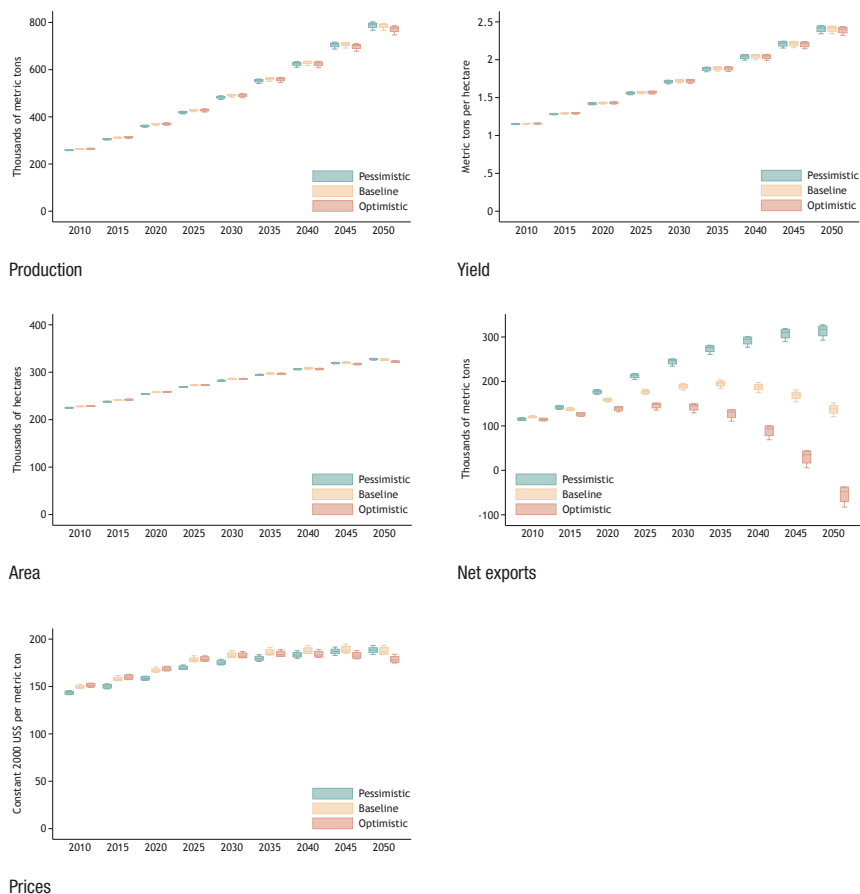 800
600
400
200
0
Thousands of metric tons
Pessimistic
Baseline
Optimistic
2010 2015 2020 2025 2030 2035 2040 2045 2050
Production
2.5
2
1.5
1
.5
0
Metric tons per hectare
Pessimistic
Baseline
Optimistic
2010 2015 2020 2025 2030 2035 2040 2045 2050
Yield
400
300
200
100
0
Thousands of hectares
Pessimistic
Baseline
Optimistic
2010 2015 2020 2025 2030 2035 2040 2045 2050
Area
300
200
100
0
-100
Thousands of metric tons
Pessimistic
Baseline
Optimistic
2010 2015 2020 2025 2030 2035 2040 2045 2050
Net exports
200
150
100
50
0
Constant 2000 US$ per metric ton
Pessimistic
Baseline
Optimistic
2010 2015 2020 2025 2030 2035 2040 2045 2050
Prices